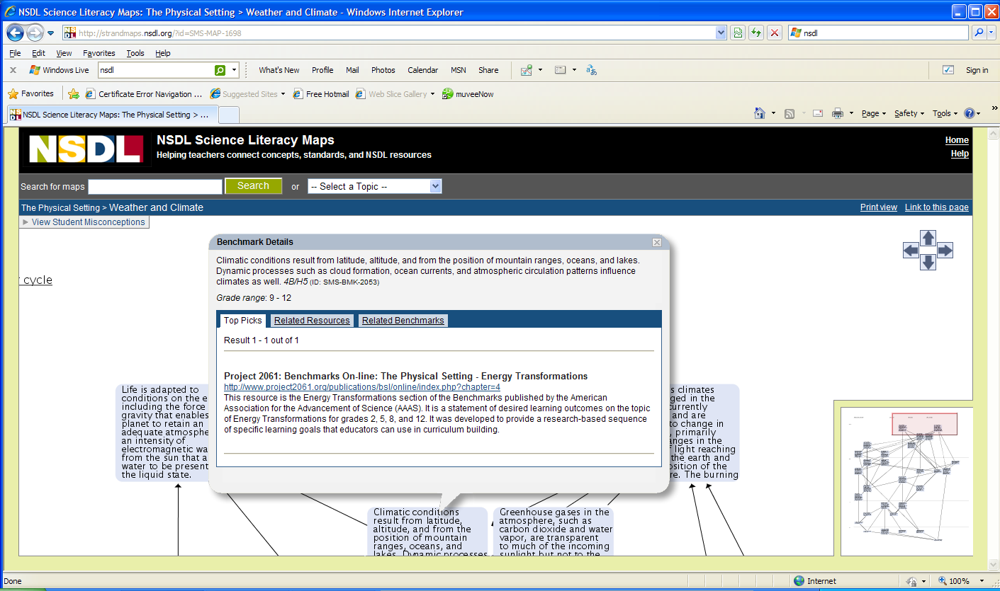 NSDL Science Literacy Maps: The Physical Setting > Weather and Climate - Windows Internet Explorer
http://strandmaps.nsdl.org/?id=SMS-MAP-1698
nsdl
File Edit View Favorites Tools Help
x Windows Live nsdl What's New Profile Mail Photos Calendar MSN Share Sign in
Favorites Certificate Error Navigation ... Suggested Sites Free Hotmail Web Slice Gallery muveeNow
NSDL Science Literacy Maps: The Physical Setting > ... Page Safety Tools
NSDL
NSDL Science Literacy Maps
Helping teachers connect concepts, standards, and NSDL resources
Home
Help
Search for maps Search or -- Select a Topic --
The Physical Setting > Weather and Climate Print view Link to this page
View Student Misconceptions
cycle
Benchmark Details
Climatic conditions result from latitude, altitude, and from the position of mountain ranges, oceans, and lakes.
Dynamic processes such as cloud formation, ocean currents, and atmospheric circulation patterns influence
climates as well. 4B/H5 (ID: SMS-BMK-2053)
Grade range: 9 - 12
Top Picks Related Resources Related Benchmarks
Result 1 - 1 out of 1
Project 2061: Benchmarks On-line: The Physical Setting - Energy Transformations
http://www.project2061.org/publications/bsl/online/index.php?chapter=4
This resource is the Energy Transformations section of the Benchmarks published by the American
Association for the Advancement of Science (AAAS). It is a statement of desired learning outcomes on the topic
of Energy Transformations for grades 2, 5, 8, and 12. It was developed to provide a research-based sequence
of specific learning goals that educators can use in curriculum building.
Life is adapted to
conditions on the e
including the force
gravity that enables
planet to retain an
adequate atmosphe
an intensity of
electromagnetic wa
from the sun that a
water to be present
the liquid state.
s climates
ged in the
currently
and are
to change in
, primarily
anges in the
f light reaching
the earth and
osition of the
re. The burning
Climatic conditions
result from latitude,
altitude, and from the
position of mountain
ranges, oceans, and
lakes. Dynamic processes
Greenhouse gases in the
atmosphere, such as
carbon dioxide and water
vapor, are transparent
to much of the incoming
sunlight but not to the
Done Internet 100%